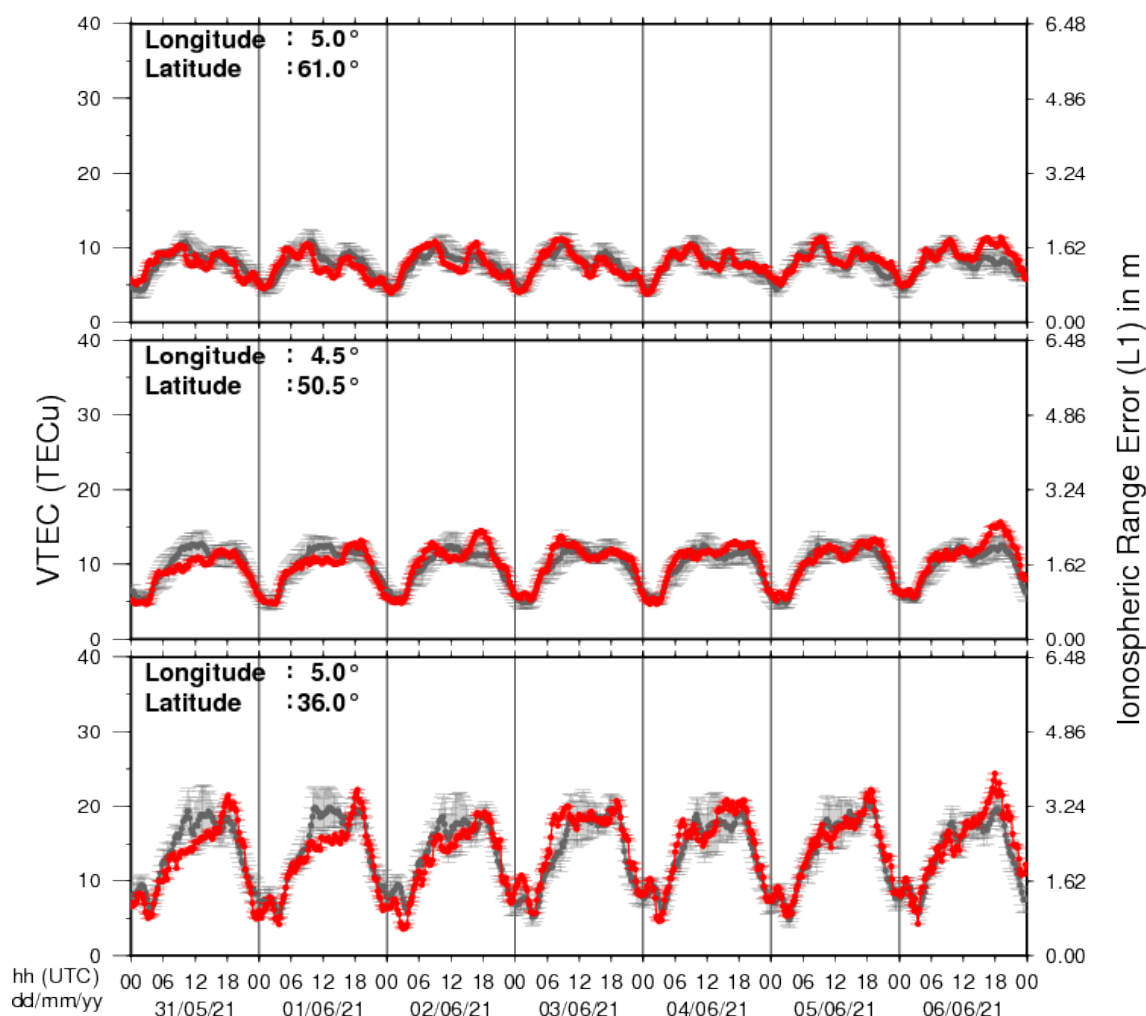 40 6.48
Longitude : 5.0°
Latitude :61.0°
30 4.86
20 3.24
10 1.62
0 0.00
40 6.48
Longitude : 4.5°
Latitude :50.5°
30 4.86
20 3.24
10 1.62
0 0.00
40 6.48
Longitude : 5.0°
Latitude :36.0°
30 4.86
20 3.24
10 1.62
0 0.00
VTEC (TECu)
Ionospheric Range Error (L1) in m
hh (UTC) 00 06 12 18 00 06 12 18 00 06 12 18 00 06 12 18 00 06 12 18 00 06 12 18 00 06 12 18 00
dd/mm/yy 31/05/21 01/06/21 02/06/21 03/06/21 04/06/21 05/06/21 06/06/21